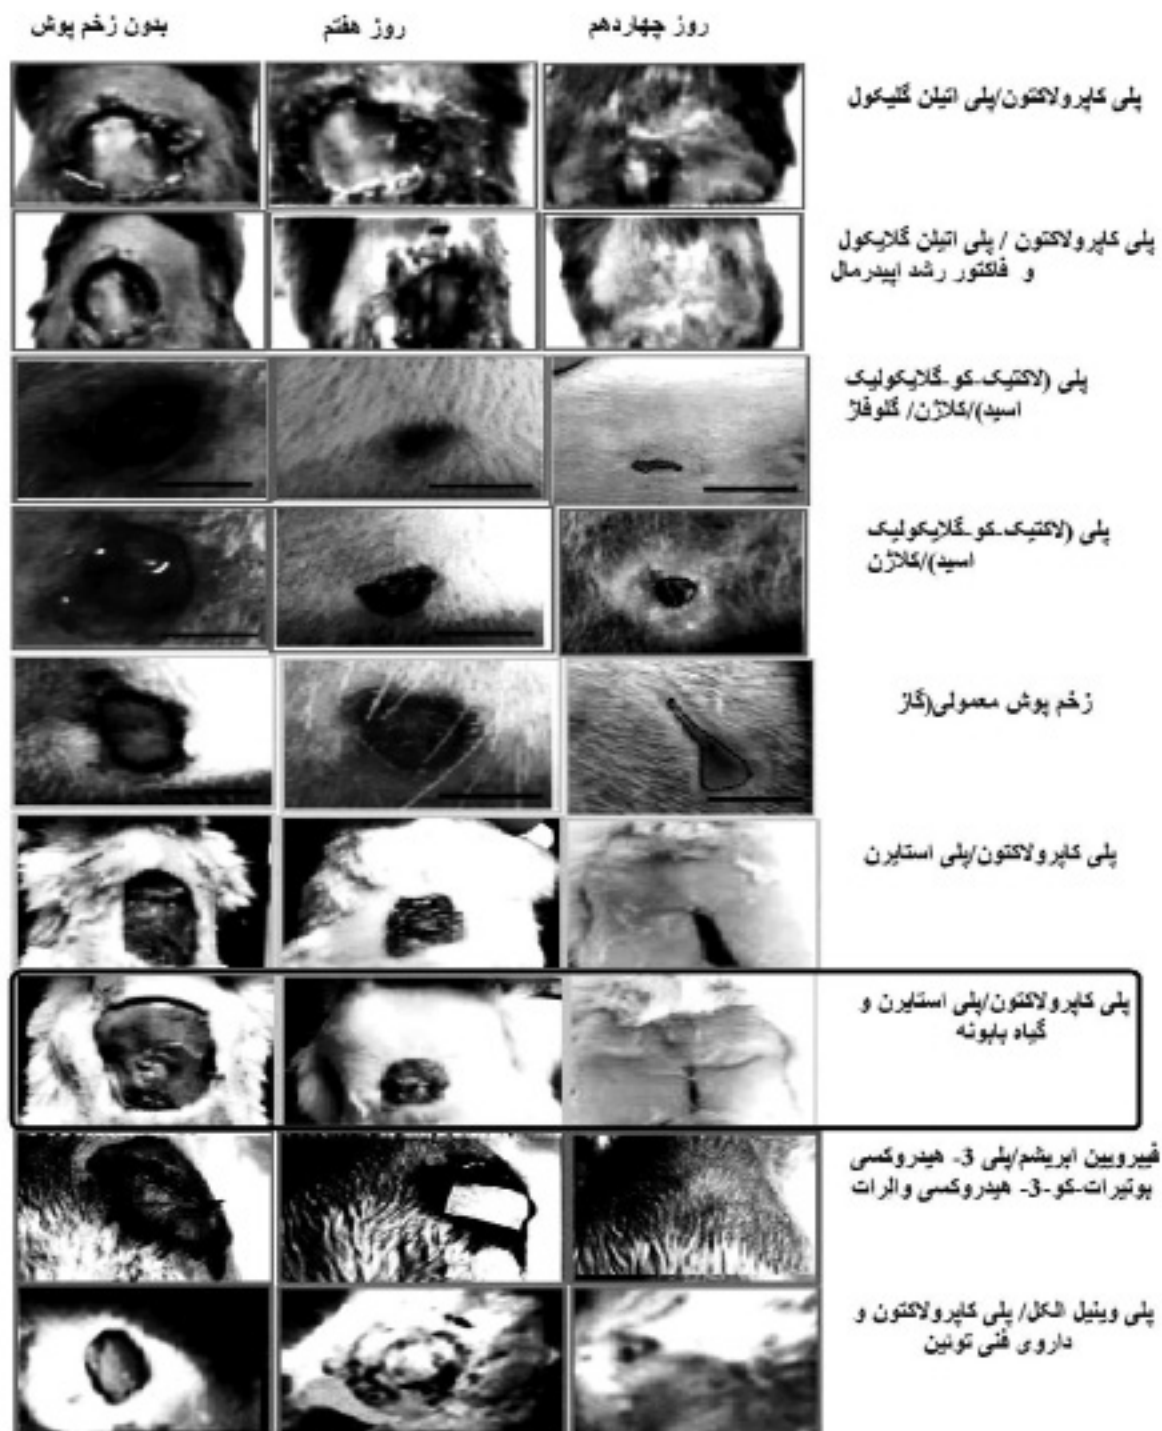 بدون زخم پوش
روز هفتم
روز چهاردهم
پلی کاپرولاکتون/پلی اتیلن گلیکول
پلی کاپرولاکتون / پلی اتیلن گلایکول
و فاکتور رشد اپیدرمال
پلی (لاکتیک-کو-گلایکولیک
اسید)/کلاژن/ گلوفاژ
پلی (لاکتیک-کو-گلایکولیک
اسید)/کلاژن
زخم پوش معمولی(گاز
پلی کاپرولاکتون/پلی استایرن
پلی کاپرولاکتون/پلی استایرن و
گیاه بابونه
فیبرویین ابریشم/پلی 3- هیدروکسی
بوتیرات-کو-3- هیدروکسی والرات
پلی وینیل الکل/ پلی کاپرولاکتون و
داروی فنی توئین